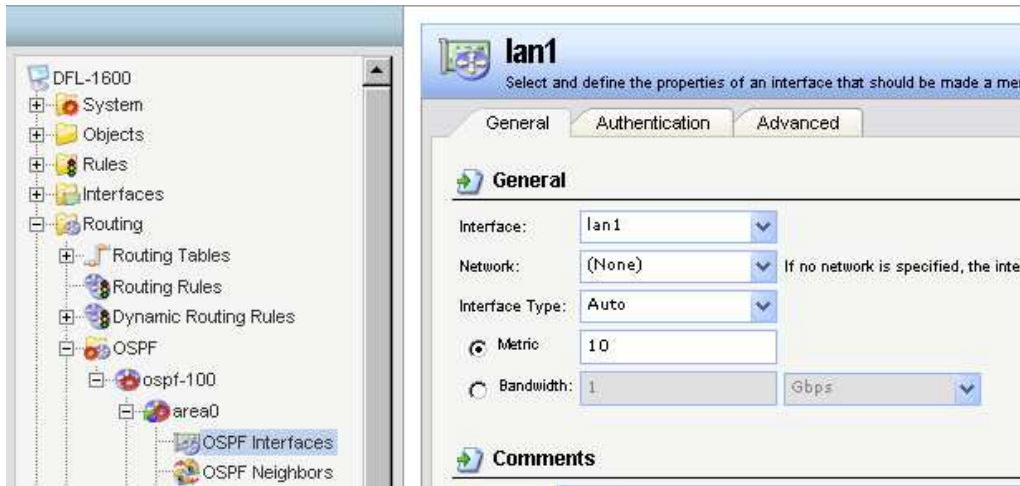 DFL-1600
System
Objects
Rules
Interfaces
Routing
Routing Tables
Routing Rules
Dynamic Routing Rules
OSPF
ospf-100
area0
OSPF Interfaces
OSPF Neighbors
lan1
Select and define the properties of an interface that should be made a
General Authentication Advanced
General
Interface: lan1
Network: (None) If no network is specified, the
Interface Type: Auto
Metric 10
Bandwidth: 1 Gbps
Comments